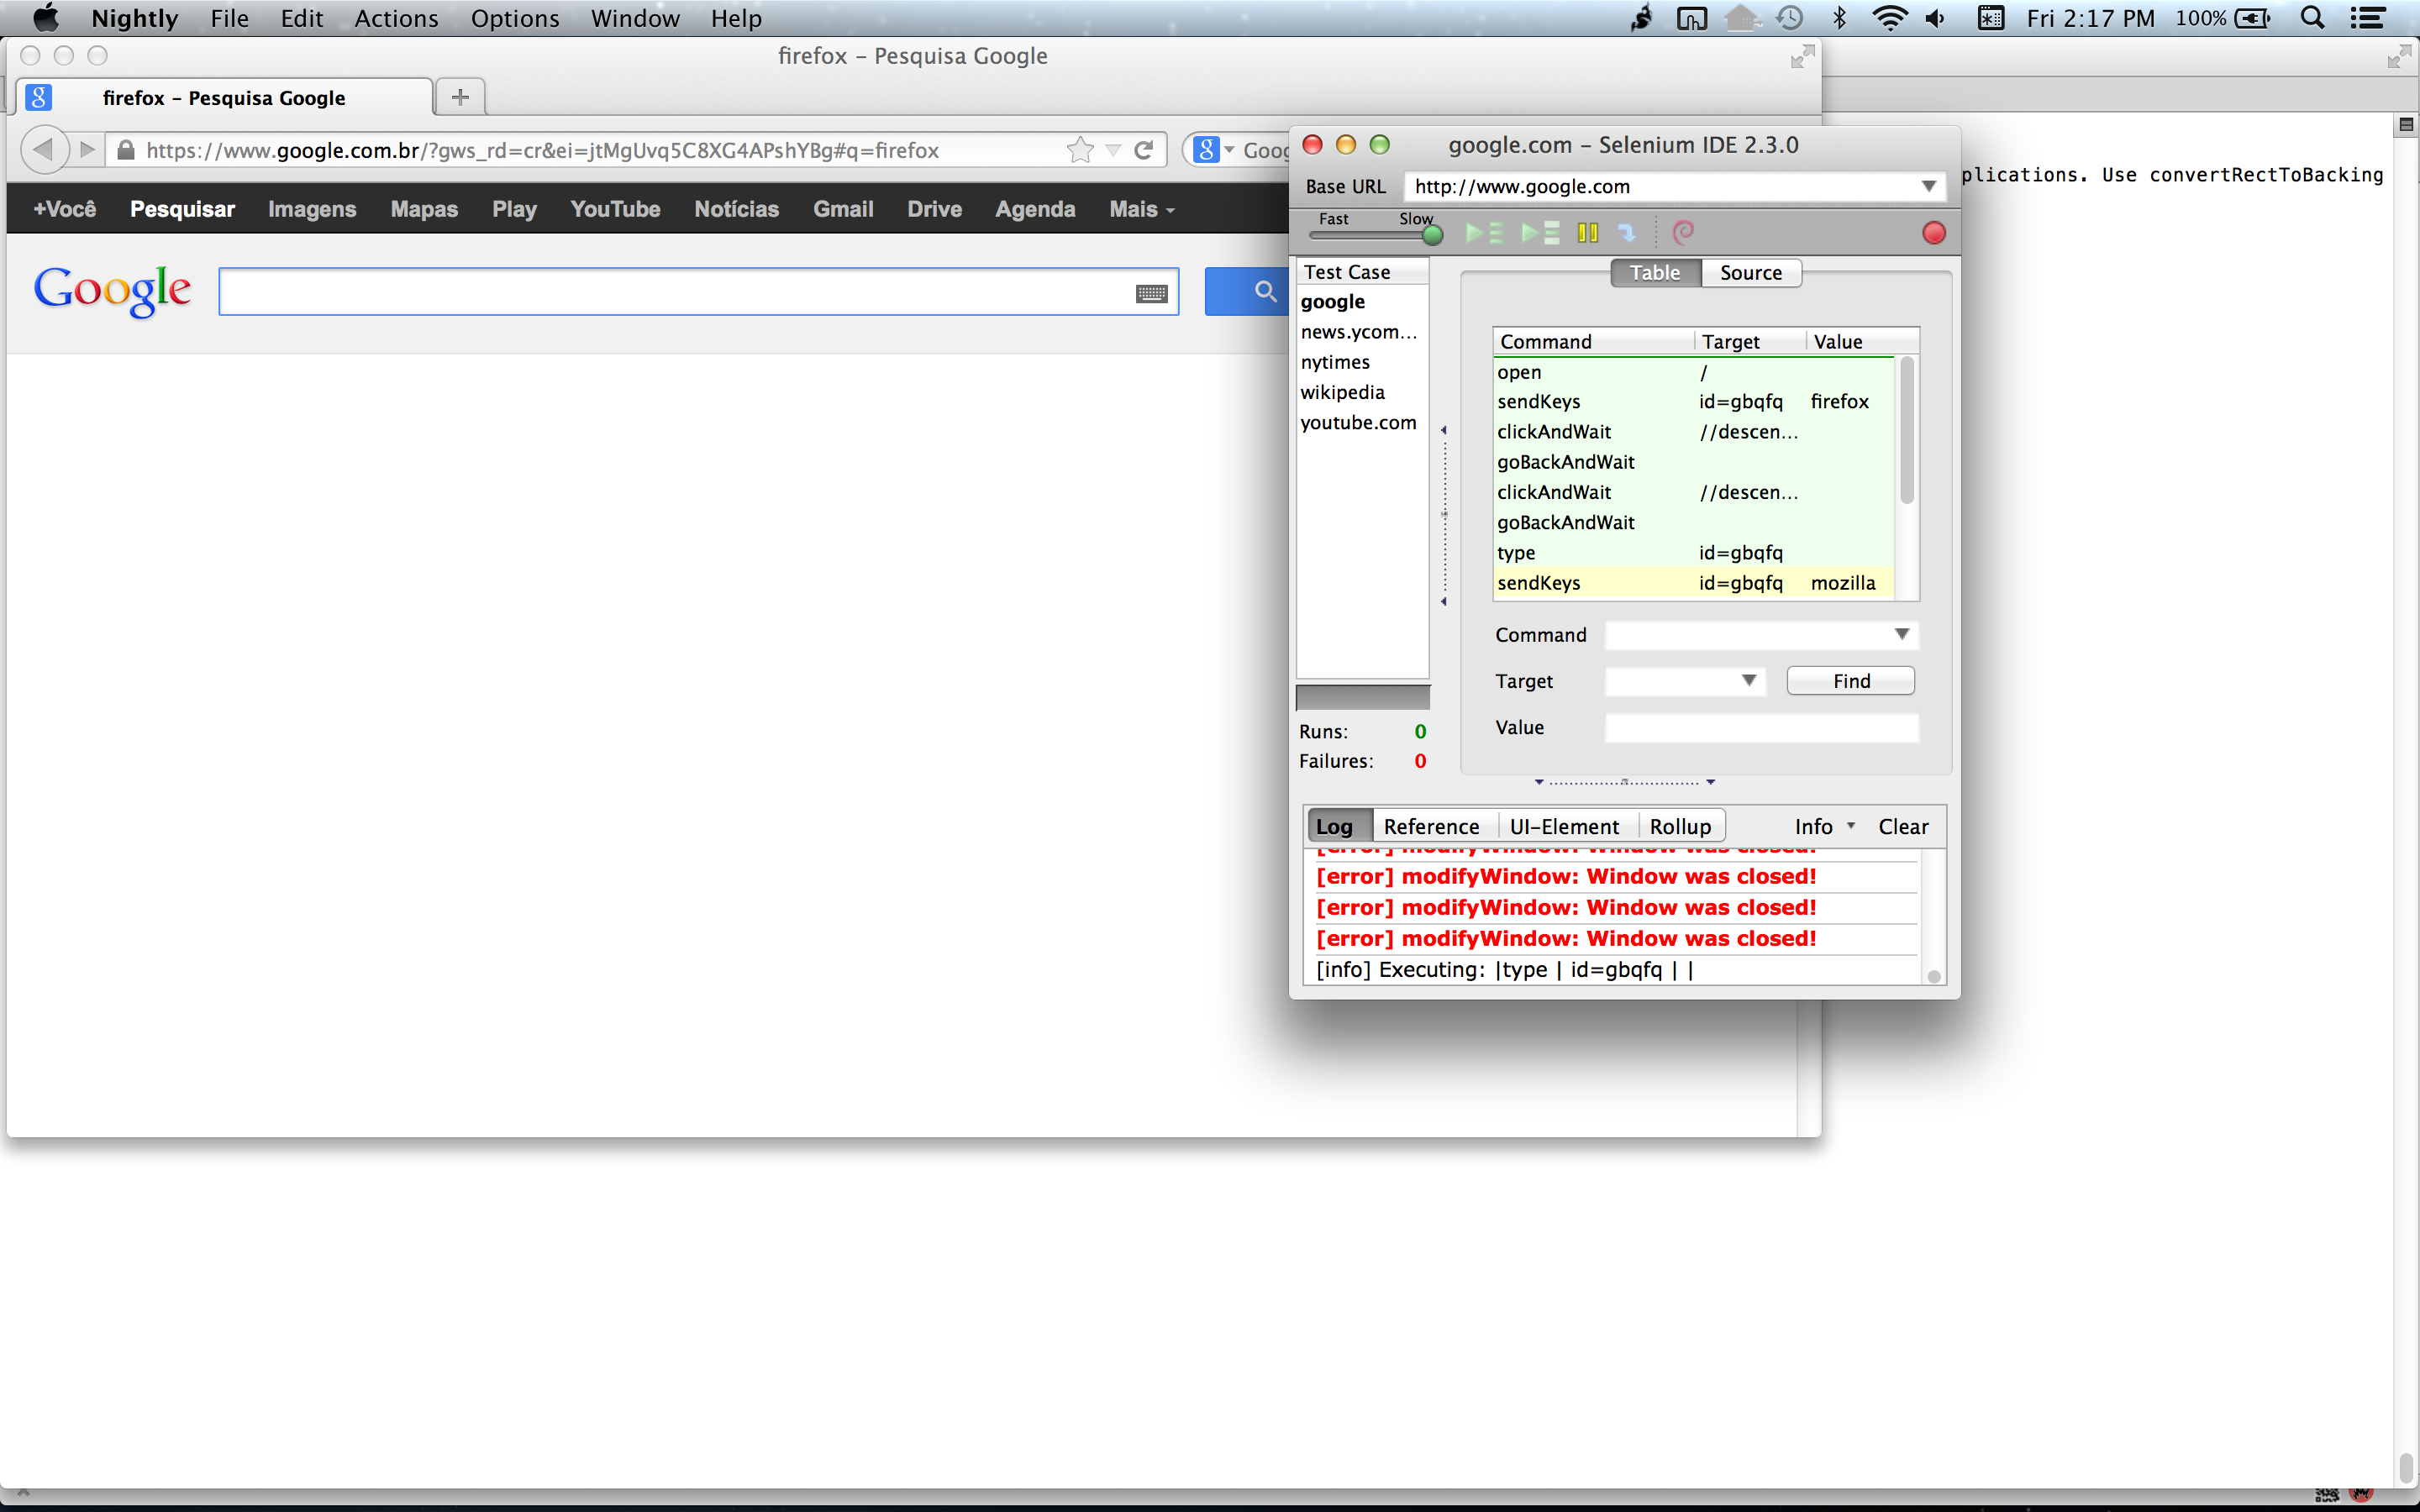 Nightly File Edit Actions Options Window Help Fri 2:17 PM 100%
firefox – Pesquisa Google
firefox – Pesquisa Google
https://www.google.com.br/?gws_rd=cr&ei=jtMgUvq5C8XG4APshYBg#q=firefox
+Você Pesquisar Imagens Mapas Play YouTube Notícias Gmail Drive Agenda Mais
Google
plications. Use convertRectToBacking
google.com – Selenium IDE 2.3.0
Base URL http://www.google.com
Fast Slow
Test Case
google
news.ycom...
nytimes
wikipedia
youtube.com
Runs: 0
Failures: 0
Table Source
Command Target Value
open /
sendKeys id=gbqfq firefox
clickAndWait //descen...
goBackAndWait
clickAndWait //descen...
goBackAndWait
type id=gbqfq
sendKeys id=gbqfq mozilla
Command
Target Find
Value
Log Reference UI-Element Rollup Info Clear
[error] modifyWindow: Window was closed!
[error] modifyWindow: Window was closed!
[error] modifyWindow: Window was closed!
[error] modifyWindow: Window was closed!
[info] Executing: |type | id=gbqfq | |